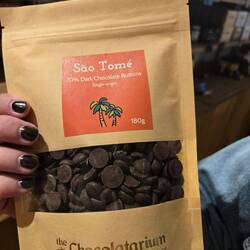 São Tomé
70% Dark Chocolate Buttons
Single-origin
180g
the
Chocolatarium